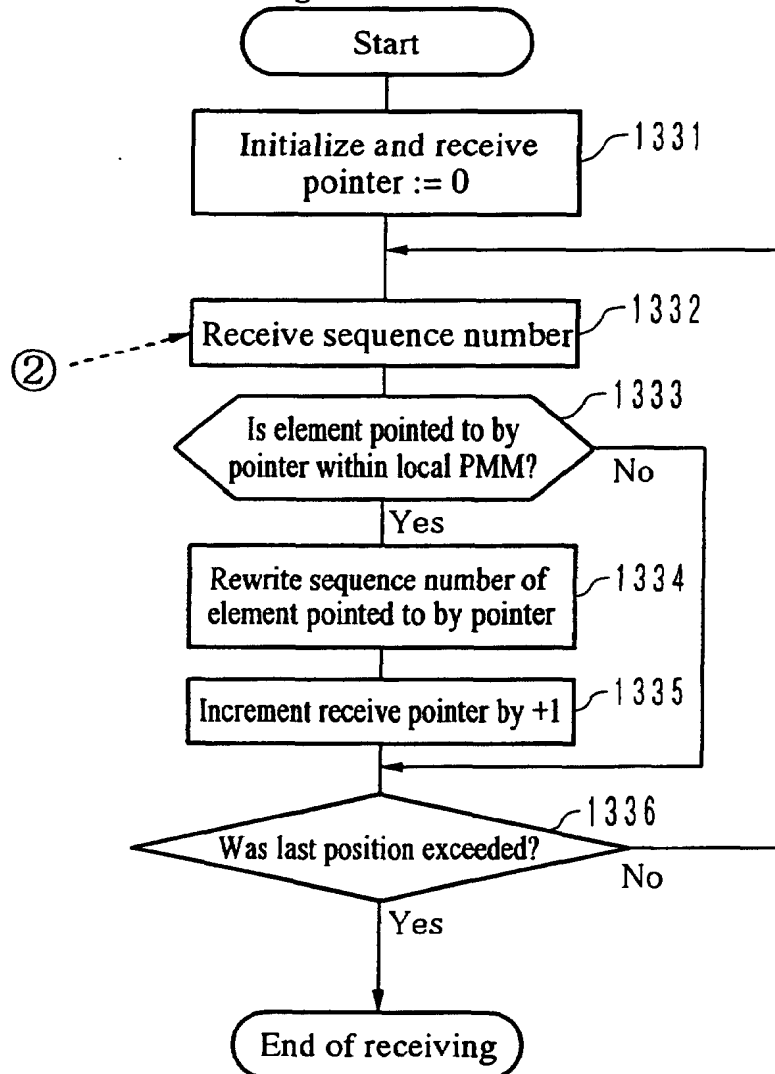 Start
Initialize and receive
pointer := 0
1331
Receive sequence number
1332
②
1333
Is element pointed to by
pointer within local PMM?
No
Yes
Rewrite sequence number of
element pointed to by pointer
1334
Increment receive pointer by +1
1335
1336
Was last position exceeded?
No
Yes
End of receiving